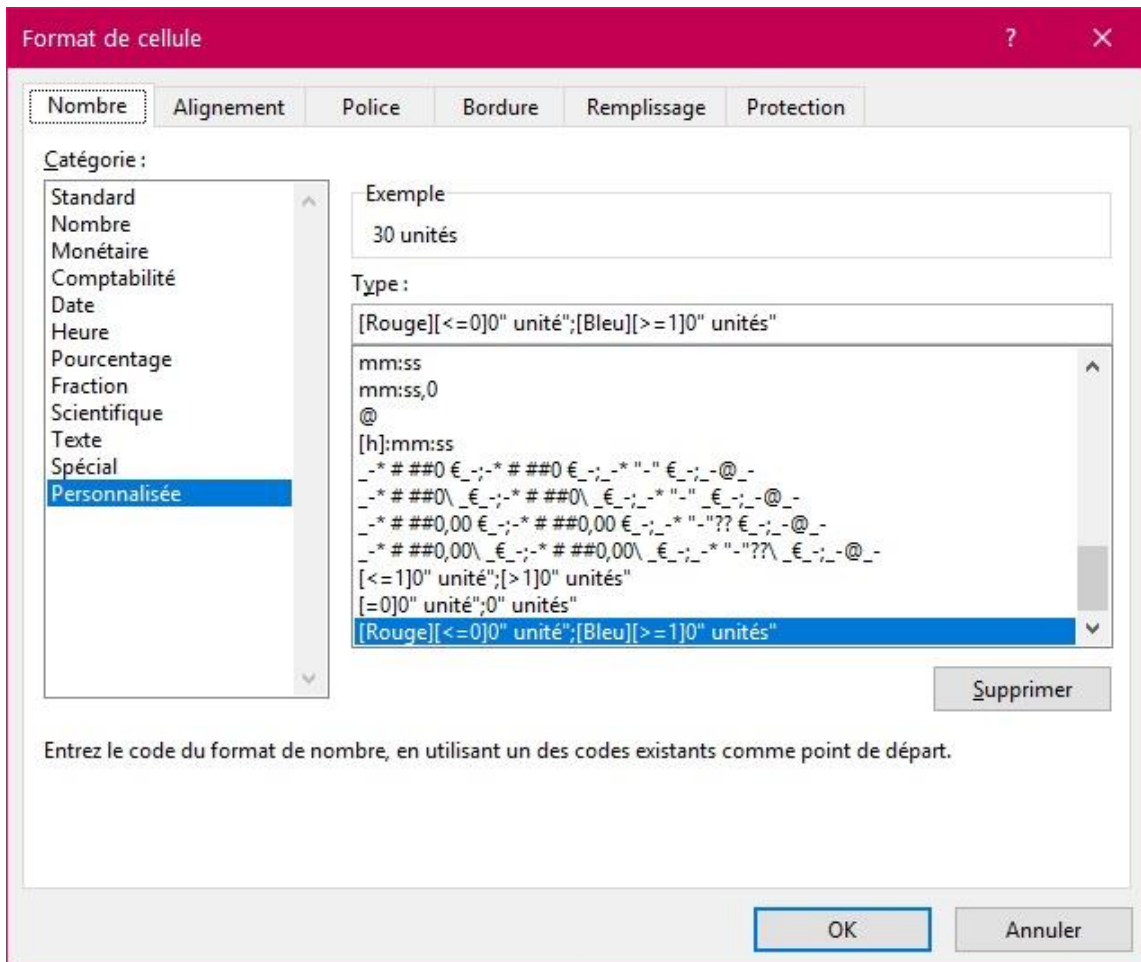 Format de cellule
?
Nombre
Alignement
Police
Bordure
Remplissage
Protection
Catégorie :
Standard
Nombre
Monétaire
Comptabilité
Date
Heure
Pourcentage
Fraction
Scientifique
Texte
Spécial
Personnalisée
Exemple
30 unités
Type :
[Rouge][<=0]0" unité";[Bleu][>=1]0" unités"
mm:ss
mm:ss,0
@
[h]:mm:ss
_-* # ##0 €_-;-* # ##0 €_-;_-* "-" €_-;_-@_-
_-* # ##0\ _€_-;-* # ##0\ _€_-;_-* "-" _€_-;_-@_-
_-* # ##0,00 €_-;-* # ##0,00 €_-;_-* "-"?? €_-;_-@_-
_-* # ##0,00\ _€_-;-* # ##0,00\ _€_-;_-* "-"??\ _€_-;_-@_-
[<=1]0" unité";[>1]0" unités"
[=0]0" unité";0" unités"
[Rouge][<=0]0" unité";[Bleu][>=1]0" unités"
Supprimer
Entrez le code du format de nombre, en utilisant un des codes existants comme point de départ.
OK
Annuler